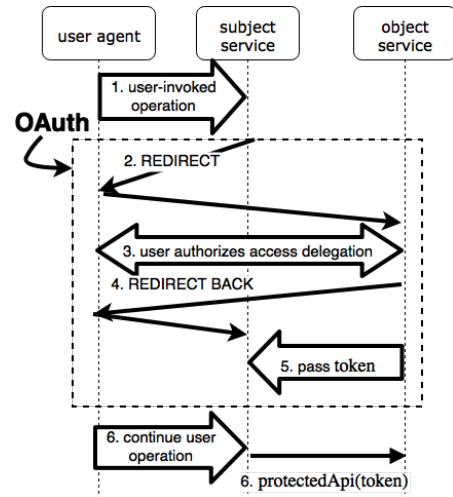 user agent
subject
service
object
service
1. user-invoked
operation
OAuth
2. REDIRECT
3. user authorizes access delegation
4. REDIRECT BACK
5. pass token
6. continue user
operation
6. protectedApi(token)